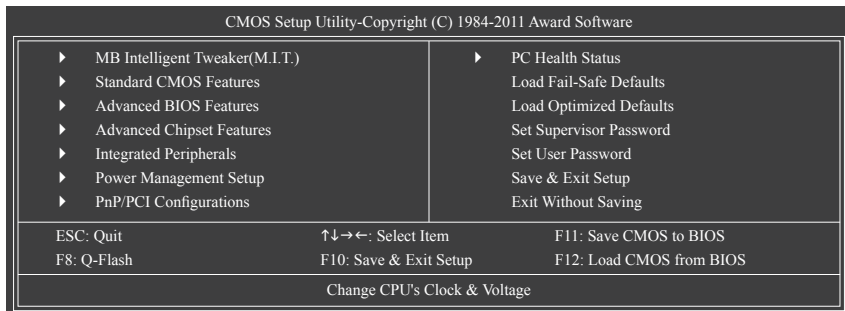 CMOS Setup Utility-Copyright (C) 1984-2011 Award Software
MB Intelligent Tweaker(M.I.T.)
Standard CMOS Features
Advanced BIOS Features
Advanced Chipset Features
Integrated Peripherals
Power Management Setup
PnP/PCI Configurations
PC Health Status
Load Fail-Safe Defaults
Load Optimized Defaults
Set Supervisor Password
Set User Password
Save & Exit Setup
Exit Without Saving
ESC: Quit ↑↓→←: Select Item F11: Save CMOS to BIOS
F8: Q-Flash F10: Save & Exit Setup F12: Load CMOS from BIOS
Change CPU's Clock & Voltage